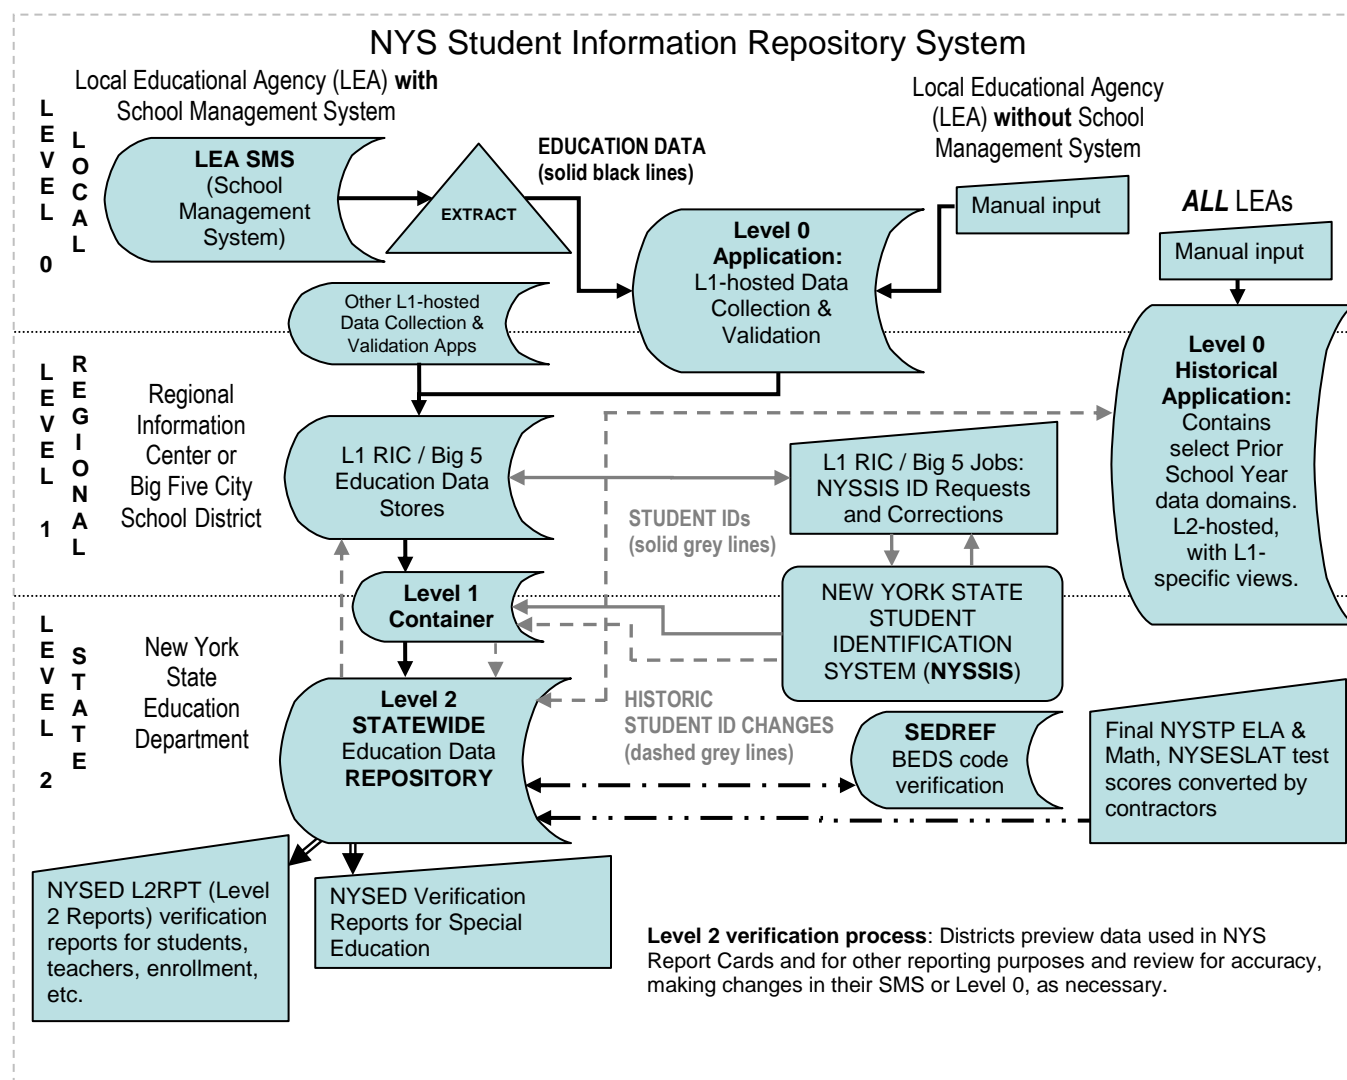 NYS Student Information Repository System
Local Educational Agency (LEA) with
School Management System
Local Educational Agency
(LEA) without School
Management System
LEVEL 0
LOCAL
LEA SMS
(School
Management
System)
EXTRACT
EDUCATION DATA
(solid black lines)
Level 0
Application:
L1-hosted Data
Collection &
Validation
Manual input
ALL LEAs
Manual input
Other L1-hosted
Data Collection &
Validation Apps
Level 0
Historical
Application:
Contains
select Prior
School Year
data domains.
L2-hosted,
with L1-
specific views.
LEVEL 1
REGIONAL
Regional
Information
Center or
Big Five City
School District
L1 RIC / Big 5
Education Data
Stores
L1 RIC / Big 5 Jobs:
NYSSIS ID Requests
and Corrections
STUDENT IDs
(solid grey lines)
Level 1
Container
NEW YORK STATE
STUDENT
IDENTIFICATION
SYSTEM (NYSSIS)
LEVEL 2
STATE
New York
State
Education
Department
Level 2
STATEWIDE
Education Data
REPOSITORY
HISTORIC
STUDENT ID CHANGES
(dashed grey lines)
SEDREF
BEDS code
verification
Final NYSTP ELA &
Math, NYSESLAT test
scores converted by
contractors
NYSED L2RPT (Level
2 Reports) verification
reports for students,
teachers, enrollment,
etc.
NYSED Verification
Reports for Special
Education
Level 2 verification process: Districts preview data used in NYS
Report Cards and for other reporting purposes and review for accuracy,
making changes in their SMS or Level 0, as necessary.